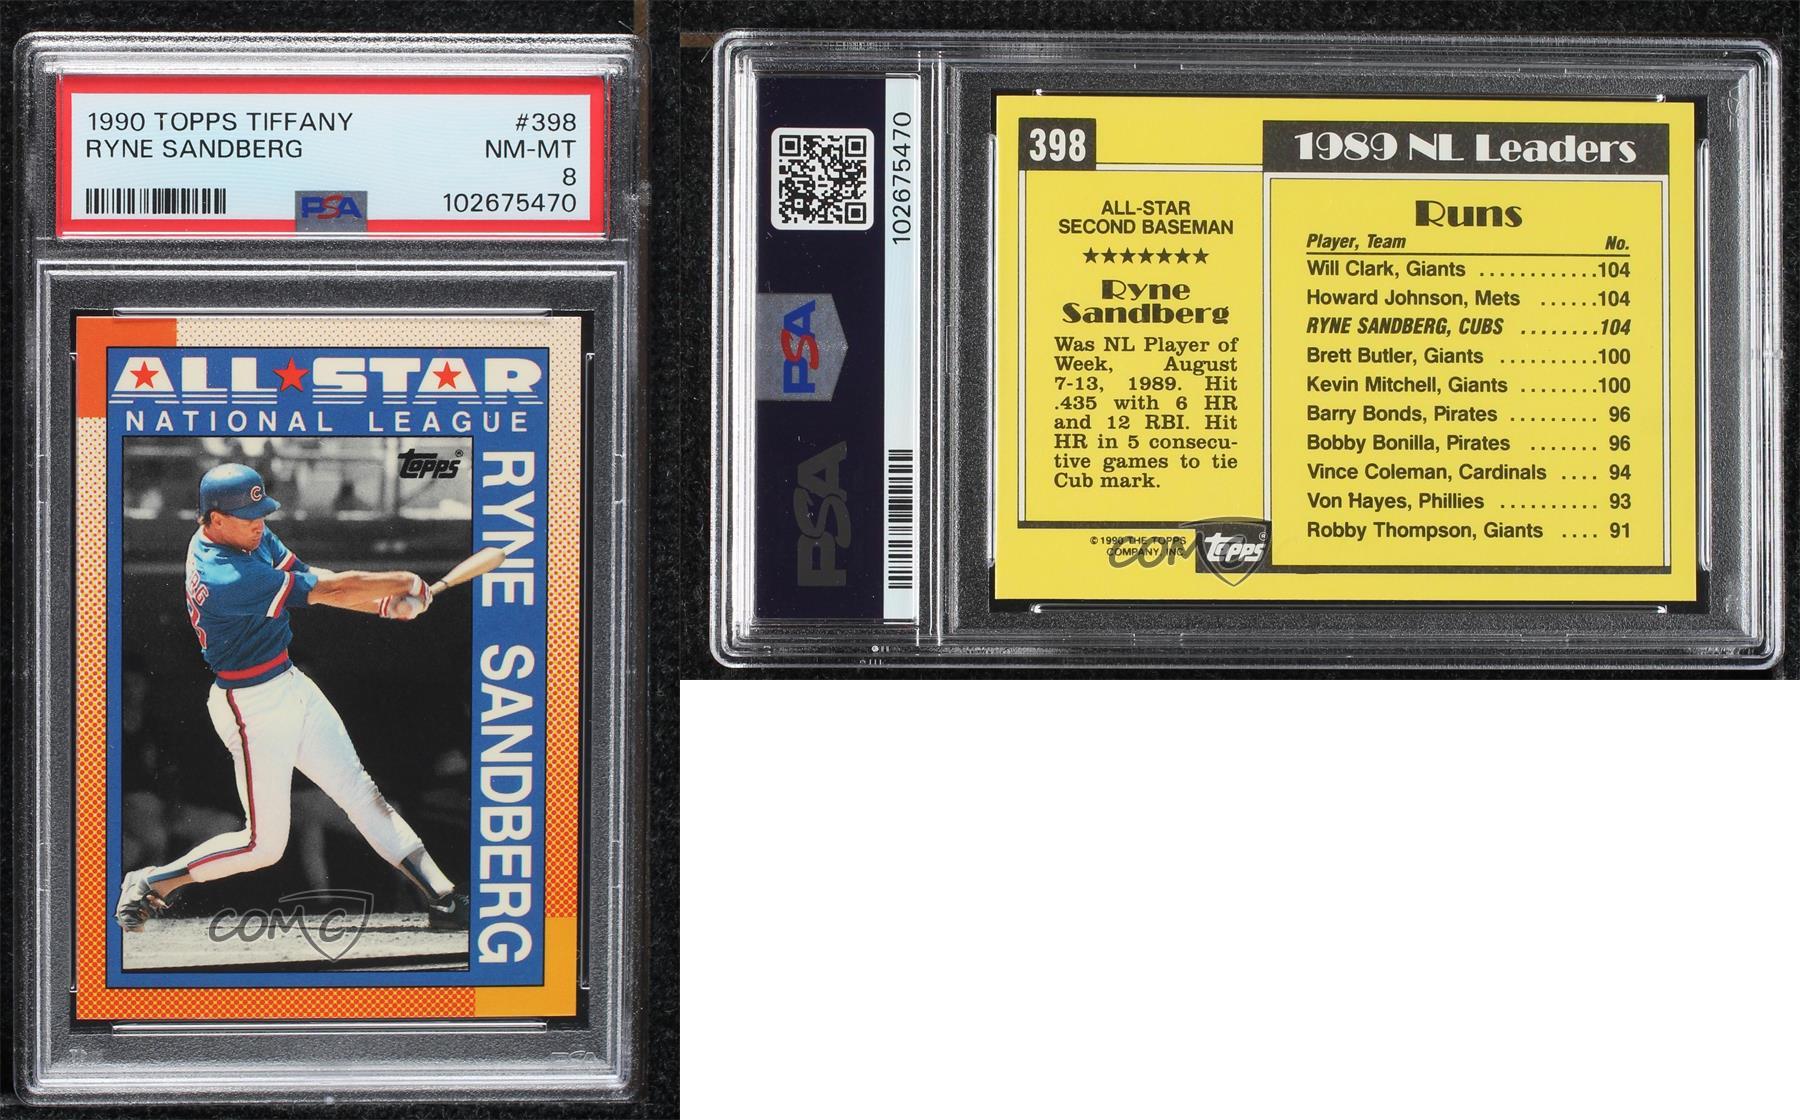 1990 TOPPS TIFFANY #398
RYNE SANDBERG NM-MT
8
PSA 102675470
ALL★STAR
NATIONAL LEAGUE
topps®
RYNE SANDBERG
C
COMC
PSA
102675470
PSA
PSA
398
ALL-STAR
SECOND BASEMAN
★★★★★★★
Ryne
Sandberg
Was NL Player of
Week, August
7-13, 1989. Hit
.435 with 6 HR
and 12 RBI. Hit
HR in 5 consecu-
tive games to tie
Cub mark.
© 1990 THE TOPPS
COMPANY, INC.
topps®
COMC
1989 NL Leaders
Runs
Player, Team No.
Will Clark, Giants ............104
Howard Johnson, Mets ......104
RYNE SANDBERG, CUBS ........104
Brett Butler, Giants ..........100
Kevin Mitchell, Giants ........100
Barry Bonds, Pirates ......... 96
Bobby Bonilla, Pirates ....... 96
Vince Coleman, Cardinals .... 94
Von Hayes, Phillies .......... 93
Robby Thompson, Giants .... 91